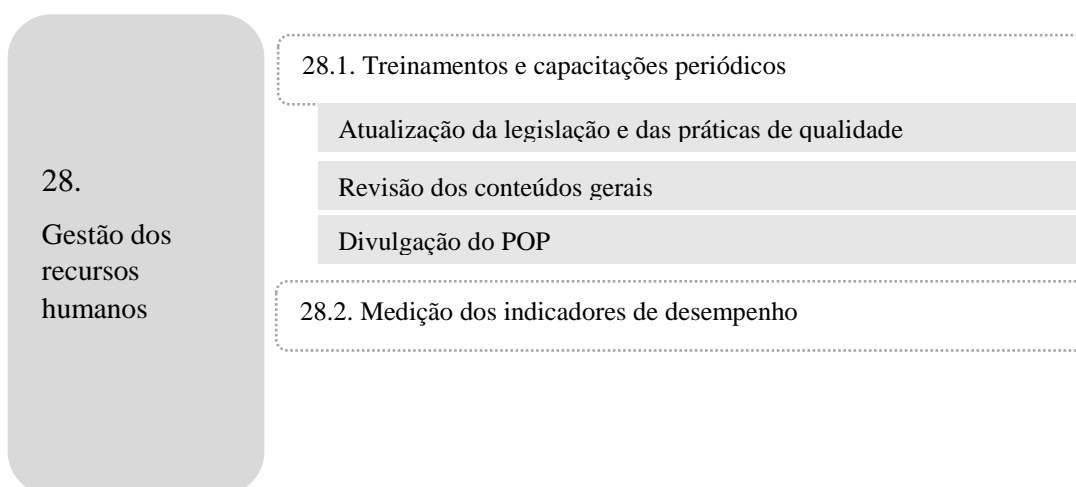 28.
Gestão dos
recursos
humanos
28.1. Treinamentos e capacitações periódicos
Atualização da legislação e das práticas de qualidade
Revisão dos conteúdos gerais
Divulgação do POP
28.2. Medição dos indicadores de desempenho